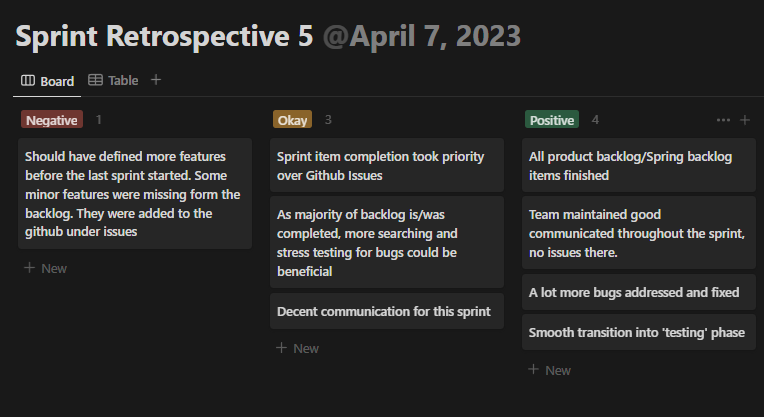 Sprint Retrospective 5 @April 7, 2023
Board Table +
Negative 1
Should have defined more features
before the last sprint started. Some
minor features were missing form the
backlog. They were added to the
github under issues
+ New
Okay 3
Sprint item completion took priority
over Github Issues
As majority of backlog is/was
completed, more searching and
stress testing for bugs could be
beneficial
Decent communication for this sprint
+ New
Positive 4 ••• +
All product backlog/Spring backlog
items finished
Team maintained good
communicated throughout the sprint,
no issues there.
A lot more bugs addressed and fixed
Smooth transition into 'testing' phase
+ New